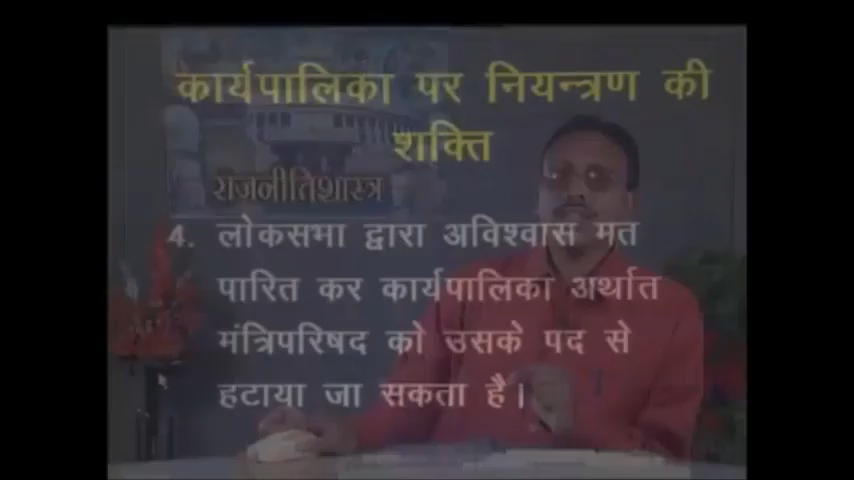 कार्यपालिका पर नियन्त्रण की
शक्ति
राजनीतिशास्त्र
4. लोकसभा द्वारा अविश्वास मत
पारित कर कार्यपालिका अर्थात
मंत्रिपरिषद को उसके पद से
हटाया जा सकता है।